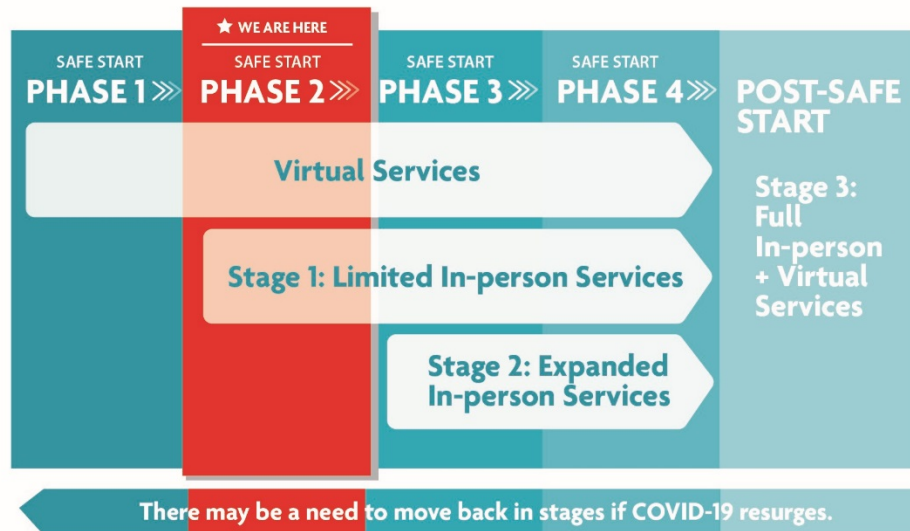 ★ WE ARE HERE
SAFE START
PHASE 1
SAFE START
PHASE 2
SAFE START
PHASE 3
SAFE START
PHASE 4
POST-SAFE
START
Virtual Services
Stage 1: Limited In-person Services
Stage 2: Expanded
In-person Services
Stage 3:
Full
In-person
+ Virtual
Services
There may be a need to move back in stages if COVID-19 resurges.